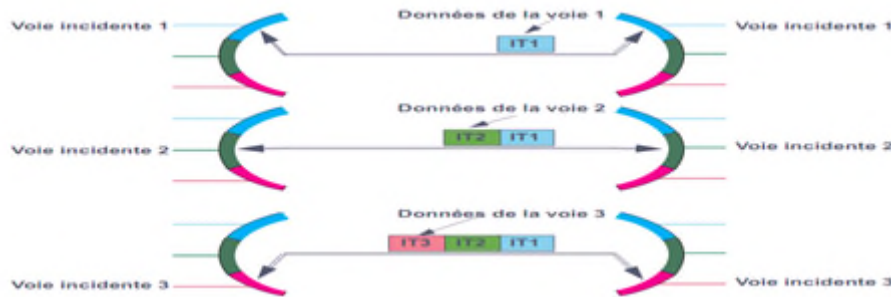 Données de la voie 1
Voie incidente 1
Voie incidente 1
IT1
Données de la voie 2
IT2 IT1
Voie incidente 2
Voie incidente 2
Données de la voie 3
IT3 IT2 IT1
Voie incidente 3
Voie incidente 3